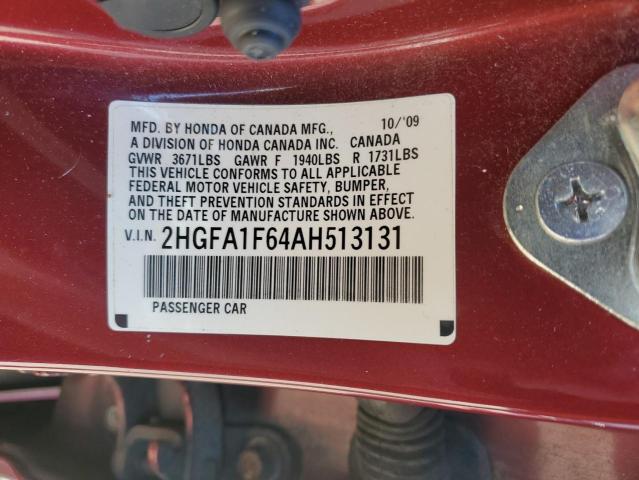 MFD. BY HONDA OF CANADA MFG., 10/'09
A DIVISION OF HONDA CANADA INC. CANADA
GVWR 3671LBS GAWR F 1940LBS R 1731LBS
THIS VEHICLE CONFORMS TO ALL APPLICABLE
FEDERAL MOTOR VEHICLE SAFETY, BUMPER,
AND THEFT PREVENTION STANDARDS IN EFFECT
ON THE DATE OF MANUFACTURE SHOWN ABOVE.
V.I.N. 2HGFA1F64AH513131
PASSENGER CAR